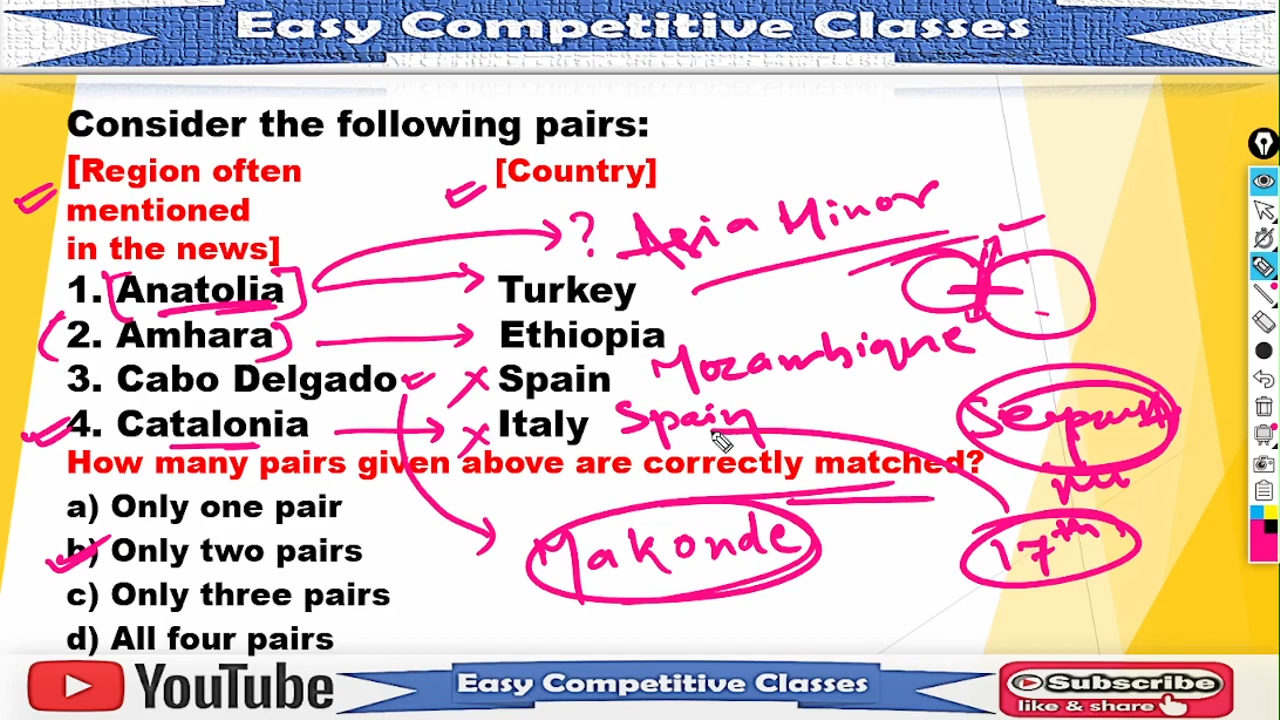 Easy Competitive Classes
Consider the following pairs:
[Region often mentioned in the news]
[Country]
? Asia Minor
1. Anatolia Turkey
2. Amhara Ethiopia
Mozambique
3. Cabo Delgado Spain
4. Catalonia Italy Spain
How many pairs given above are correctly matched?
a) Only one pair
b) Only two pairs
Makonde 17th
c) Only three pairs
d) All four pairs
YouTube
Easy Competitive Classes
Subscribe
like & share